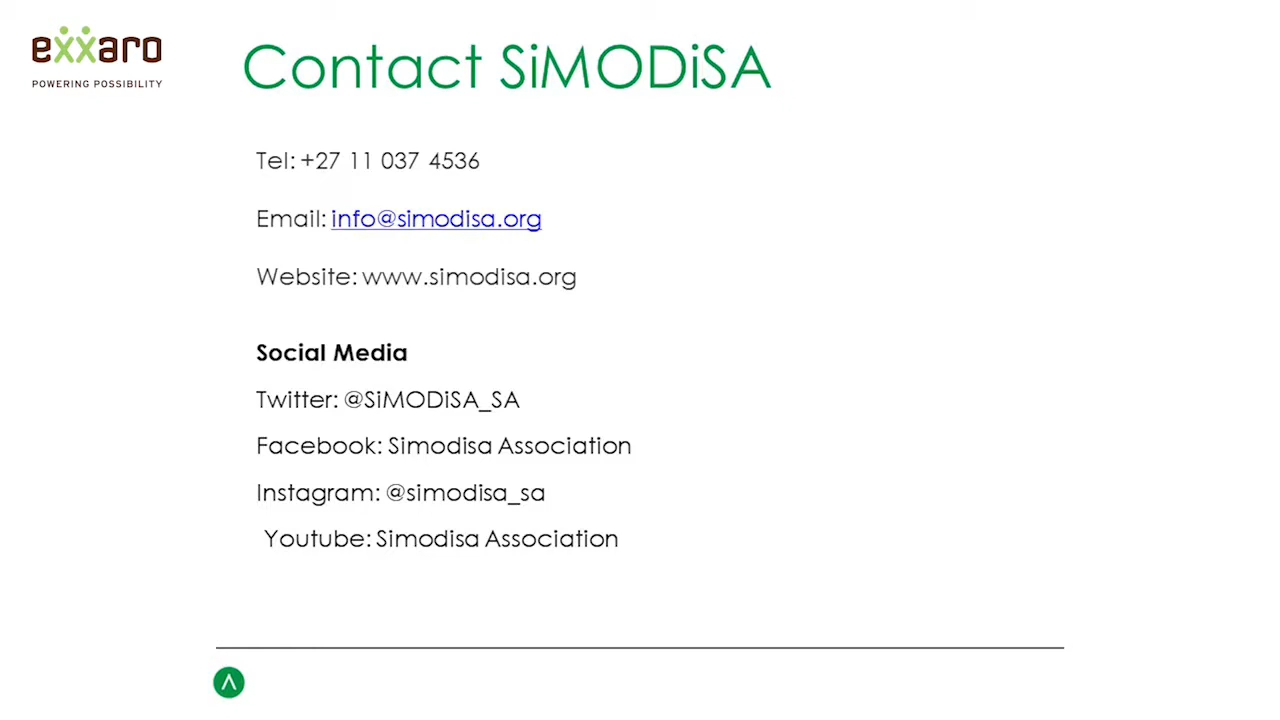 exxaro
POWERING POSSIBILITY
Contact SiMODiSA
Tel: +27 11 037 4536
Email: info@simodisa.org
Website: www.simodisa.org
Social Media
Twitter: @SiMODiSA_SA
Facebook: Simodisa Association
Instagram: @simodisa_sa
Youtube: Simodisa Association